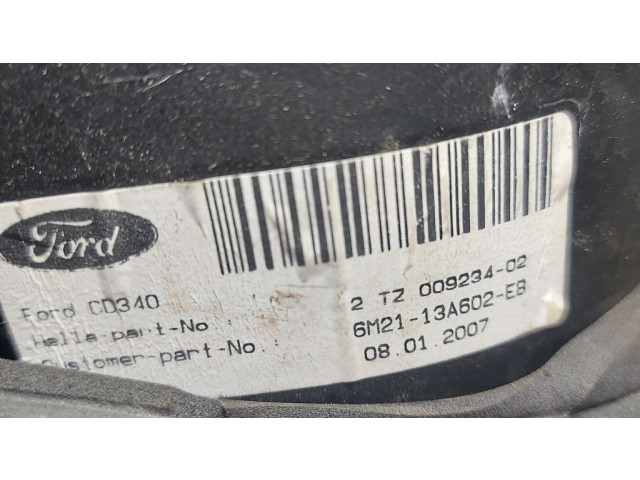 Ford
Ford CD340
Hella-part-No.: 2 TZ 009234-02
Customer-part-No.: 6M21-13A602-EB
08.01.2007